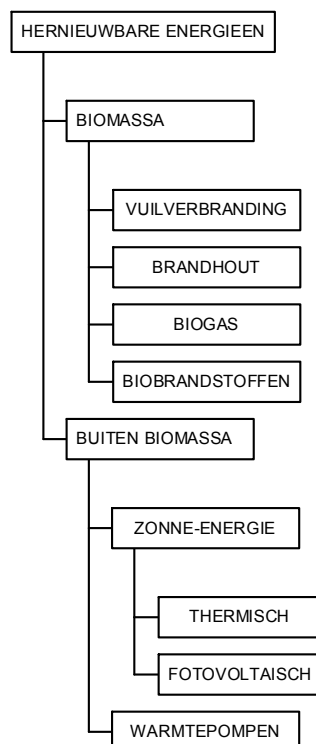 HERNIEUWBARE ENERGIEEN
BIOMASSA
VUILVERBRANDING
BRANDHOUT
BIOGAS
BIOBRANDSTOFFEN
BUITEN BIOMASSA
ZONNE-ENERGIE
THERMISCH
FOTOVOLTAISCH
WARMTEPOMPEN